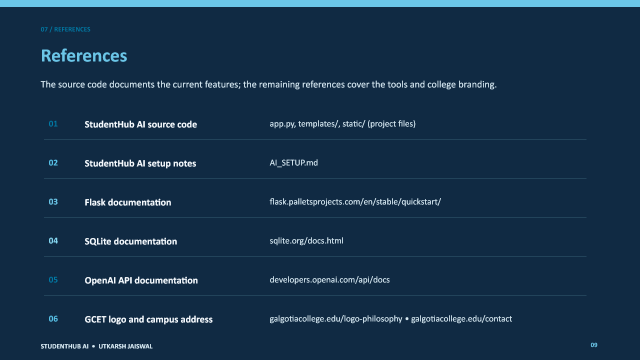 07 / REFERENCES
References
The source code documents the current features; the remaining references cover the tools and college branding.
01 StudentHub AI source code app.py, templates/, static/ (project files)
02 StudentHub AI setup notes AI_SETUP.md
03 Flask documentation flask.palletsprojects.com/en/stable/quickstart/
04 SQLite documentation sqlite.org/docs.html
05 OpenAI API documentation developers.openai.com/api/docs
06 GCET logo and campus address galgotiacollege.edu/logo-philosophy • galgotiacollege.edu/contact
STUDENTHUB AI • UTKARSH JAISWAL 09